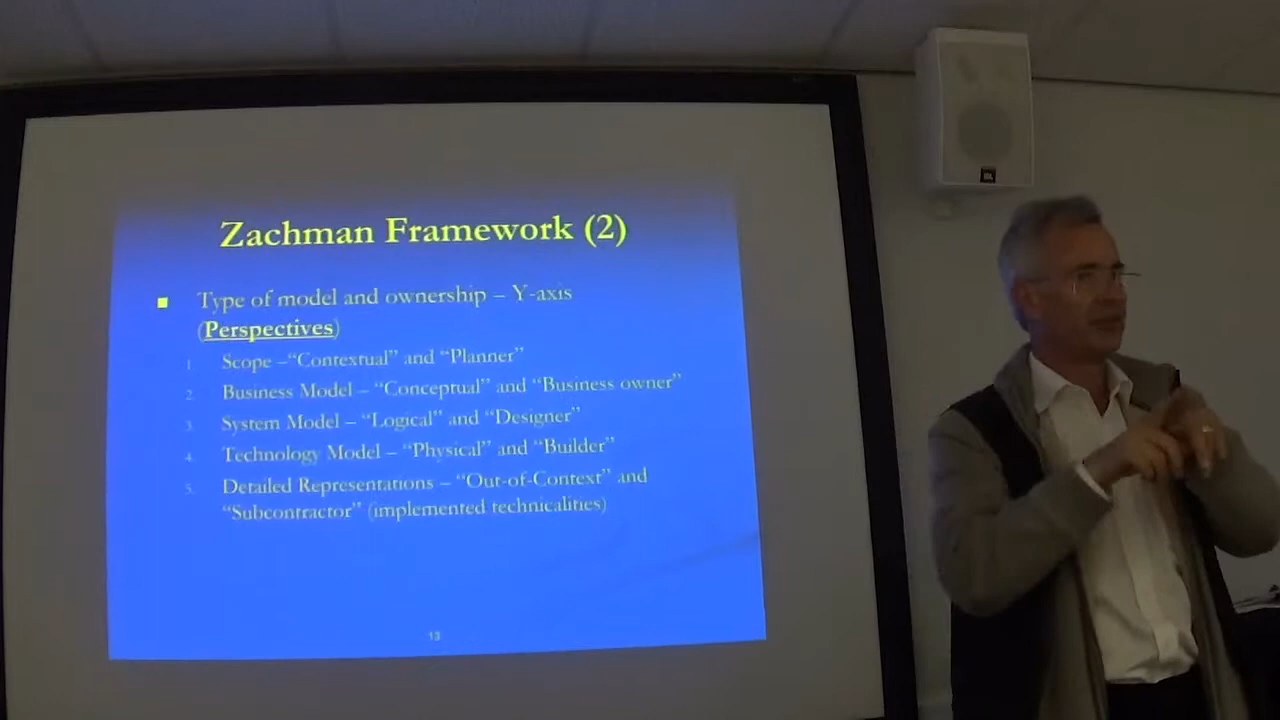 Zachman Framework (2)
Type of model and ownership – Y-axis
(Perspectives)
1. Scope –“Contextual” and “Planner”
2. Business Model – “Conceptual” and “Business owner”
3. System Model – “Logical” and “Designer”
4. Technology Model – “Physical” and “Builder”
5. Detailed Representations – “Out-of-Context” and
“Subcontractor” (implemented technicalities)
13
JBL